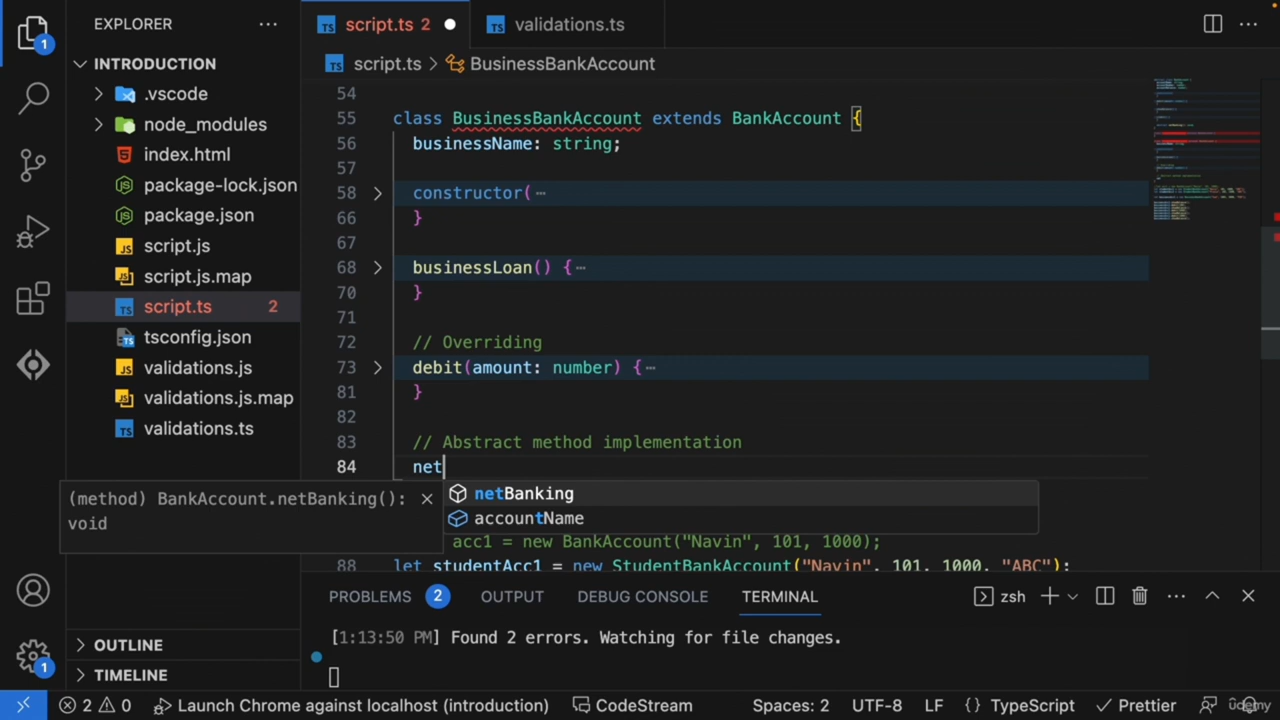 EXPLORER
INTRODUCTION
.vscode
node_modules
index.html
package-lock.json
package.json
script.js
script.js.map
script.ts 2
tsconfig.json
validations.js
validations.js.map
validations.ts
OUTLINE
TIMELINE
1
1
script.ts 2
validations.ts
script.ts > BusinessBankAccount
54
55 class BusinessBankAccount extends BankAccount {
56 businessName: string;
57
58 constructor( ⋯
66 }
67
68 businessLoan() { ⋯
70 }
71
72 // Overriding
73 debit(amount: number) { ⋯
81 }
82
83 // Abstract method implementation
84 net
(method) BankAccount.netBanking():
void
netBanking
accountName
acc1 = new BankAccount("Navin", 101, 1000);
88 let studentAcc1 = new StudentBankAccount("Navin", 101, 1000, "ABC");
PROBLEMS 2 OUTPUT DEBUG CONSOLE TERMINAL zsh
[1:13:50 PM] Found 2 errors. Watching for file changes.
2 0 Launch Chrome against localhost (introduction) CodeStream Spaces: 2 UTF-8 LF {} TypeScript Prettier
udemy